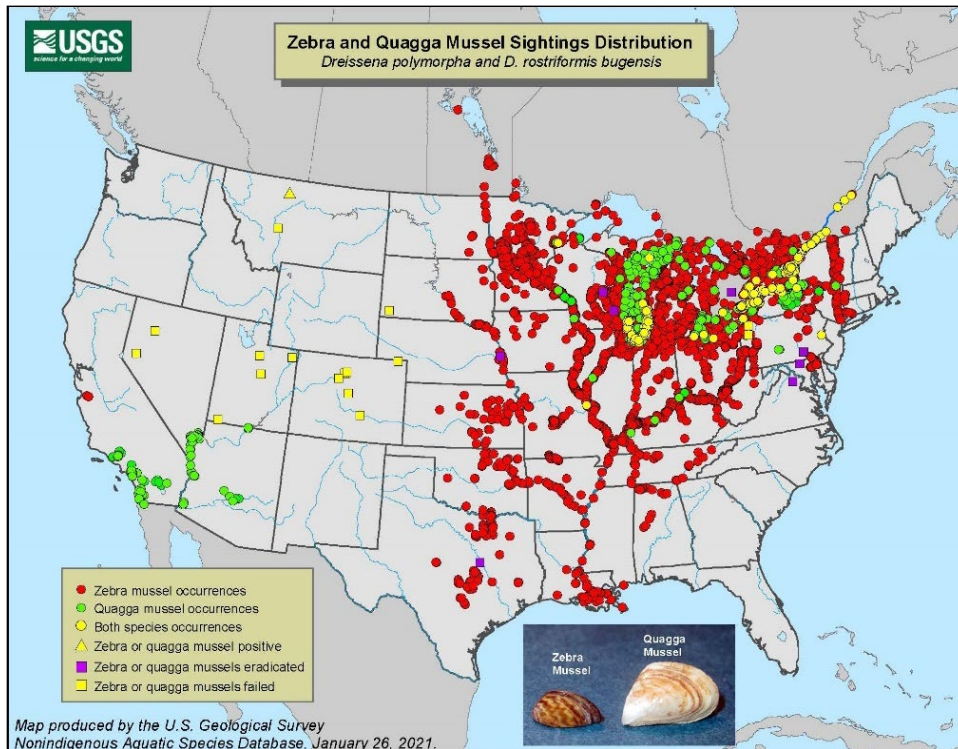 USGS
science for a changing world
Zebra and Quagga Mussel Sightings Distribution
Dreissena polymorpha and D. rostriformis bugensis
Zebra mussel occurrences
Quagga mussel occurrences
Both species occurrences
Zebra or quagga mussel positive
Zebra or quagga mussels eradicated
Zebra or quagga mussels failed
Zebra
Mussel
Quagga
Mussel
Map produced by the U.S. Geological Survey
Nonindigenous Aquatic Species Database, January 26, 2021.